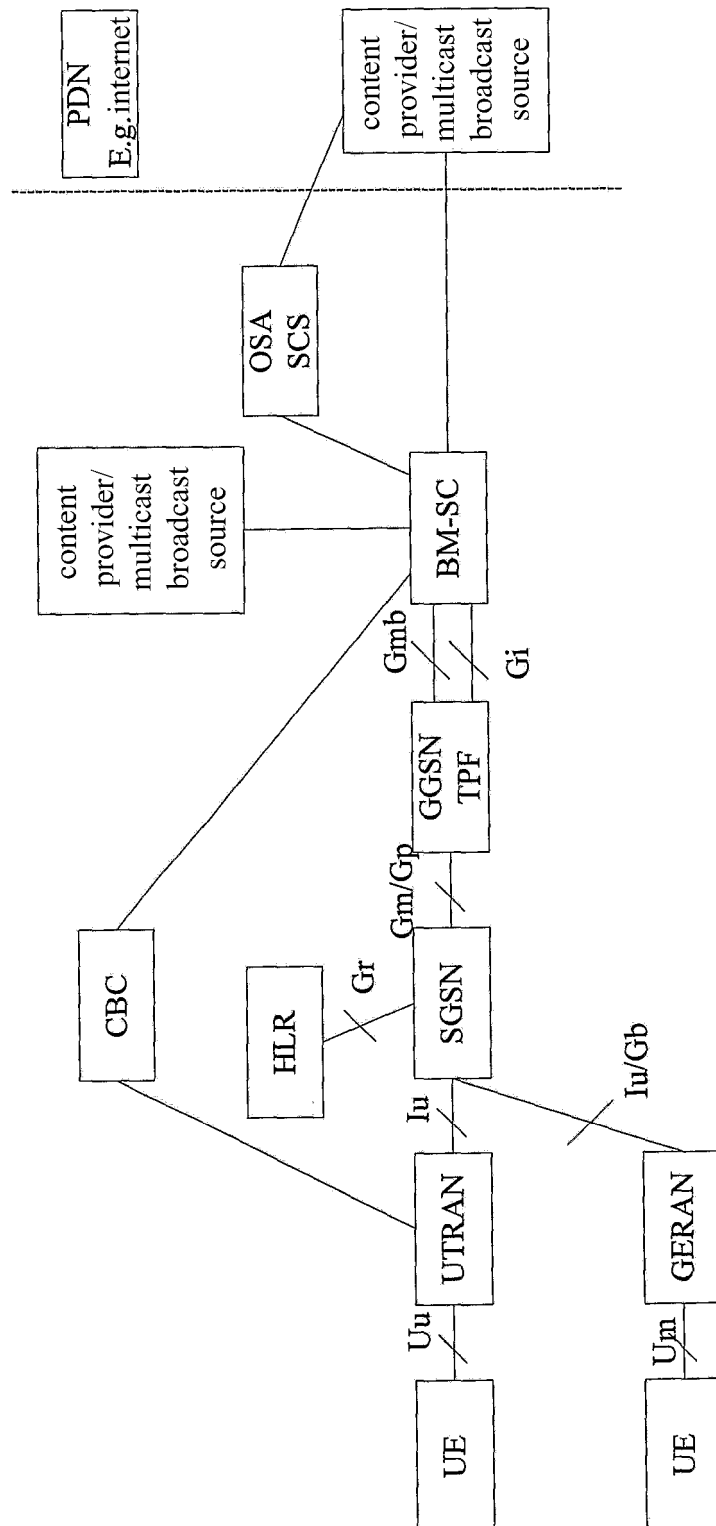 PDN
E.g.internet
content
provider/
multicast
broadcast
source
OSA
SCS
content
provider/
multicast
broadcast
source
BM-SC
Gmb
Gi
GGSN
TPF
Gm/Gp
CBC
HLR
Gr
SGSN
Iu
Iu/Gb
UTRAN
GERAN
Uu
Um
UE
UE